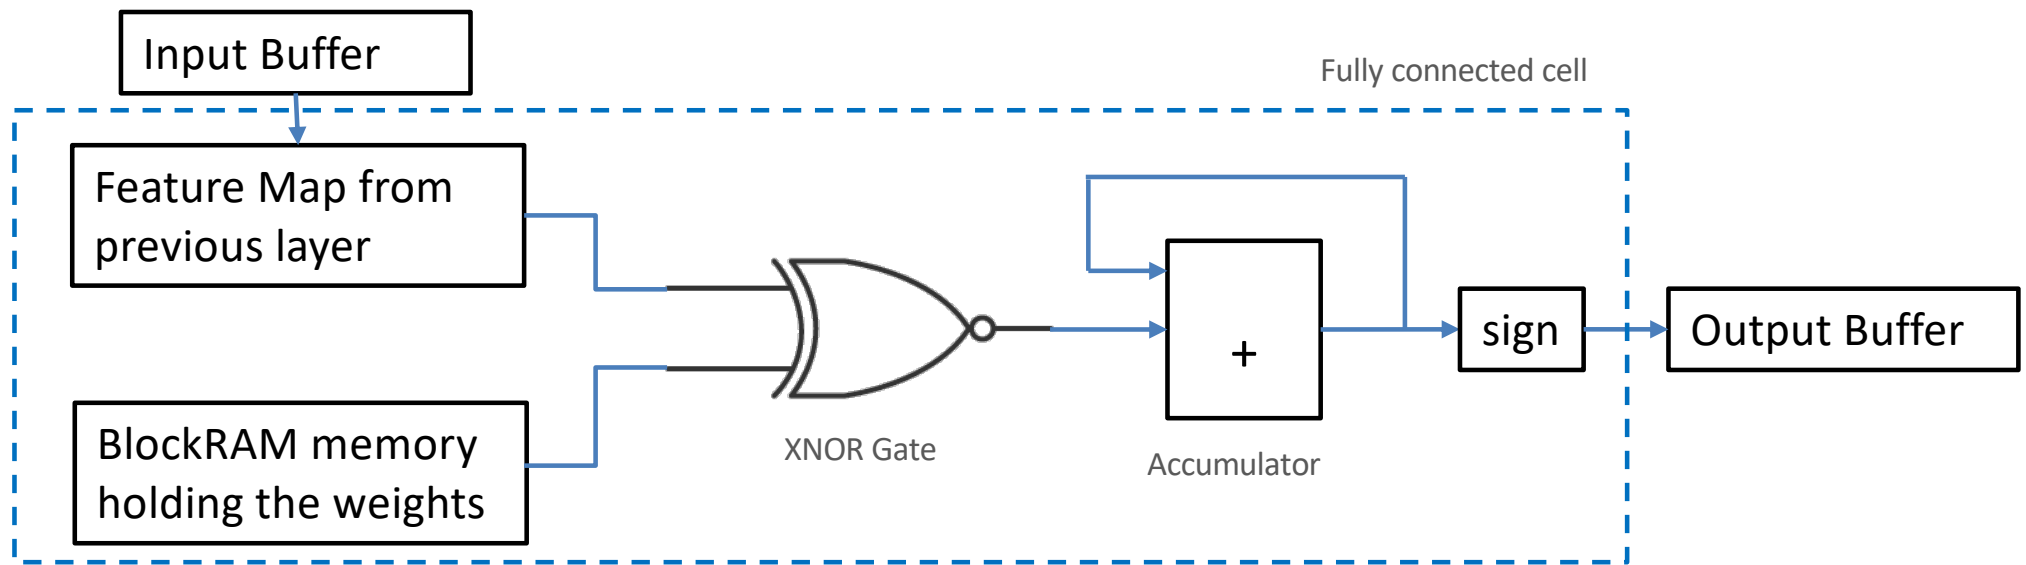 Input Buffer
Fully connected cell
Feature Map from
previous layer
BlockRAM memory
holding the weights
XNOR Gate
+
Accumulator
sign
Output Buffer